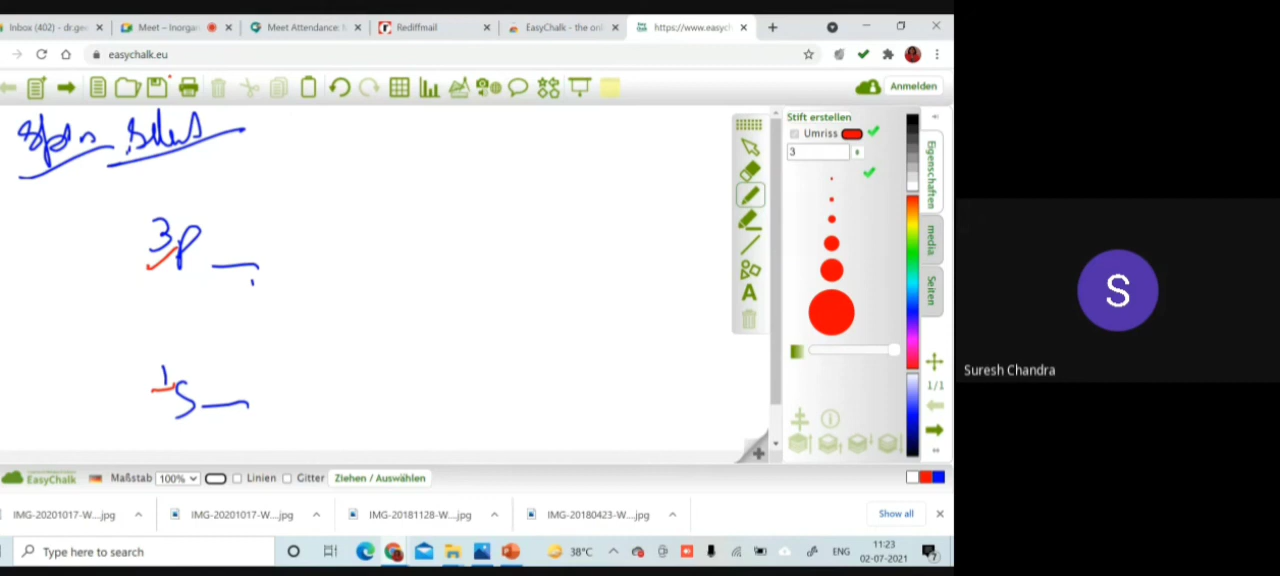 Inbox (402) - dr.ge
Meet – Inorgan
Meet Attendance:
Rediffmail
EasyChalk - the onl
https://www.easych
easychalk.eu
Anmelden
Spin
3P
1S
Stift erstellen
Umriss
3
Eigenschaften
media
Seiten
1/1
S
Suresh Chandra
EasyChalk
Maßstab 100% Linien Gitter Ziehen / Auswählen
IMG-20201017-W....jpg
IMG-20201017-W....jpg
IMG-20181128-W....jpg
IMG-20180423-W....jpg
Show all
Type here to search
38°C
ENG
11:23
02-07-2021